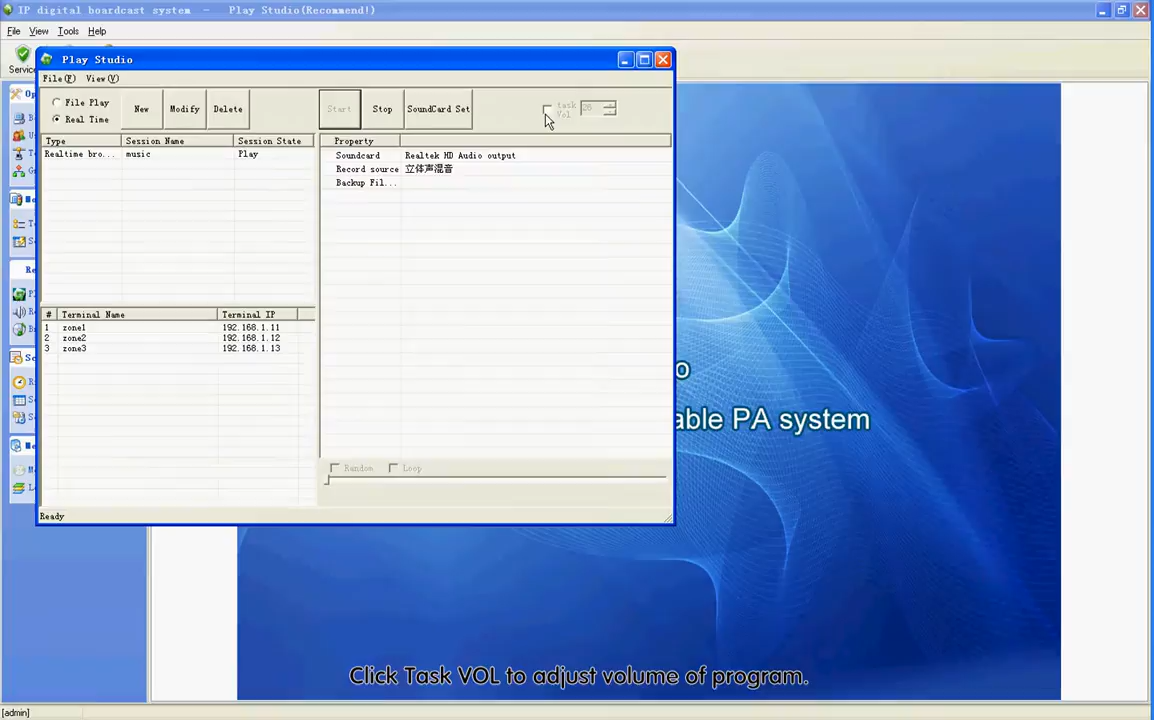 IP digital boardcast system - Play Studio(Recommend!)
File View Tools Help
Servic
Play Studio
File(F) View(V)
File Play
Real Time
New Modify Delete Start Stop SoundCard Set
task Vol 26
Type Session Name Session State
Realtime bro... music Play
Property
Soundcard Realtek HD Audio output
Record source 立体声混音
Backup Fil...
# Terminal Name Terminal IP
1 zone1 192.168.1.11
2 zone2 192.168.1.12
3 zone3 192.168.1.13
Random Loop
Ready
o
able PA system
Click Task VOL to adjust volume of program.
[admin]